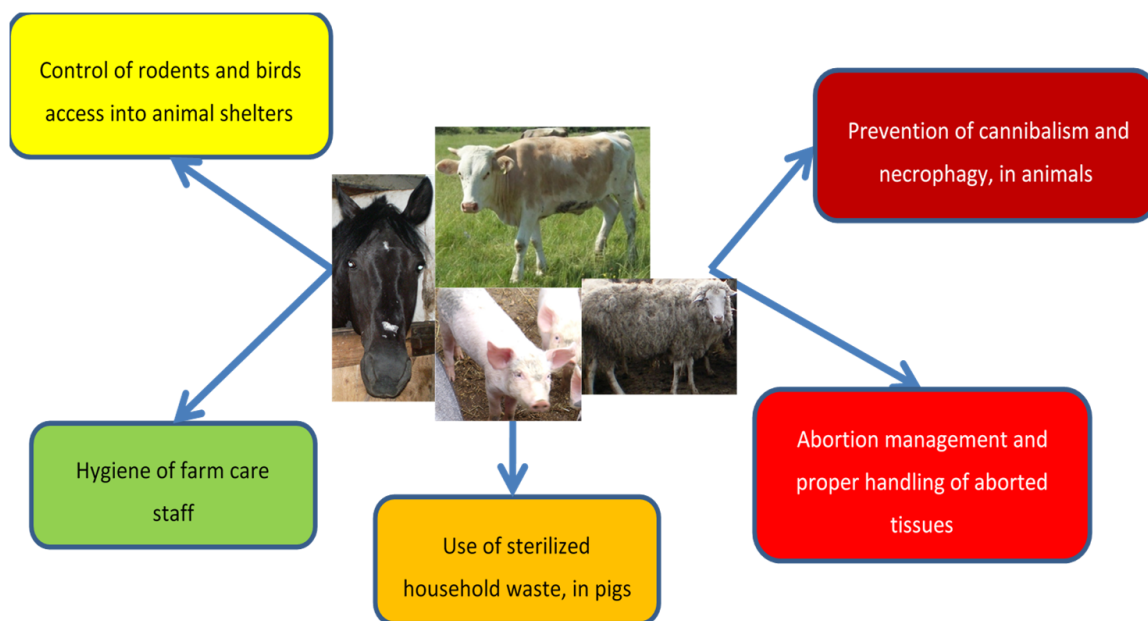 Control of rodents and birds
access into animal shelters
Prevention of cannibalism and
necrophagy, in animals
Hygiene of farm care
staff
Use of sterilized
household waste, in pigs
Abortion management and
proper handling of aborted
tissues